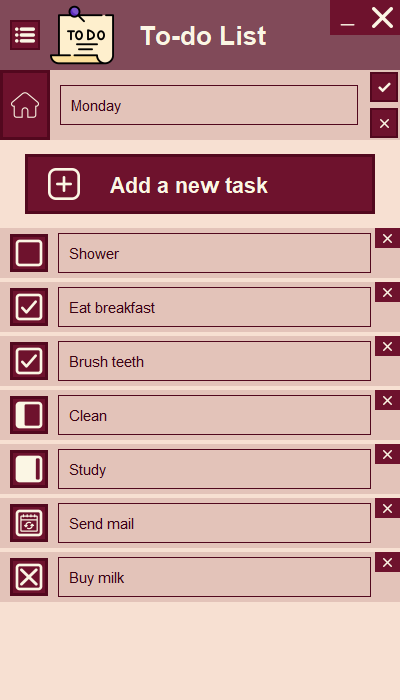 TO DO
To-do List
Monday
Add a new task
Shower
Eat breakfast
Brush teeth
Clean
Study
Send mail
Buy milk